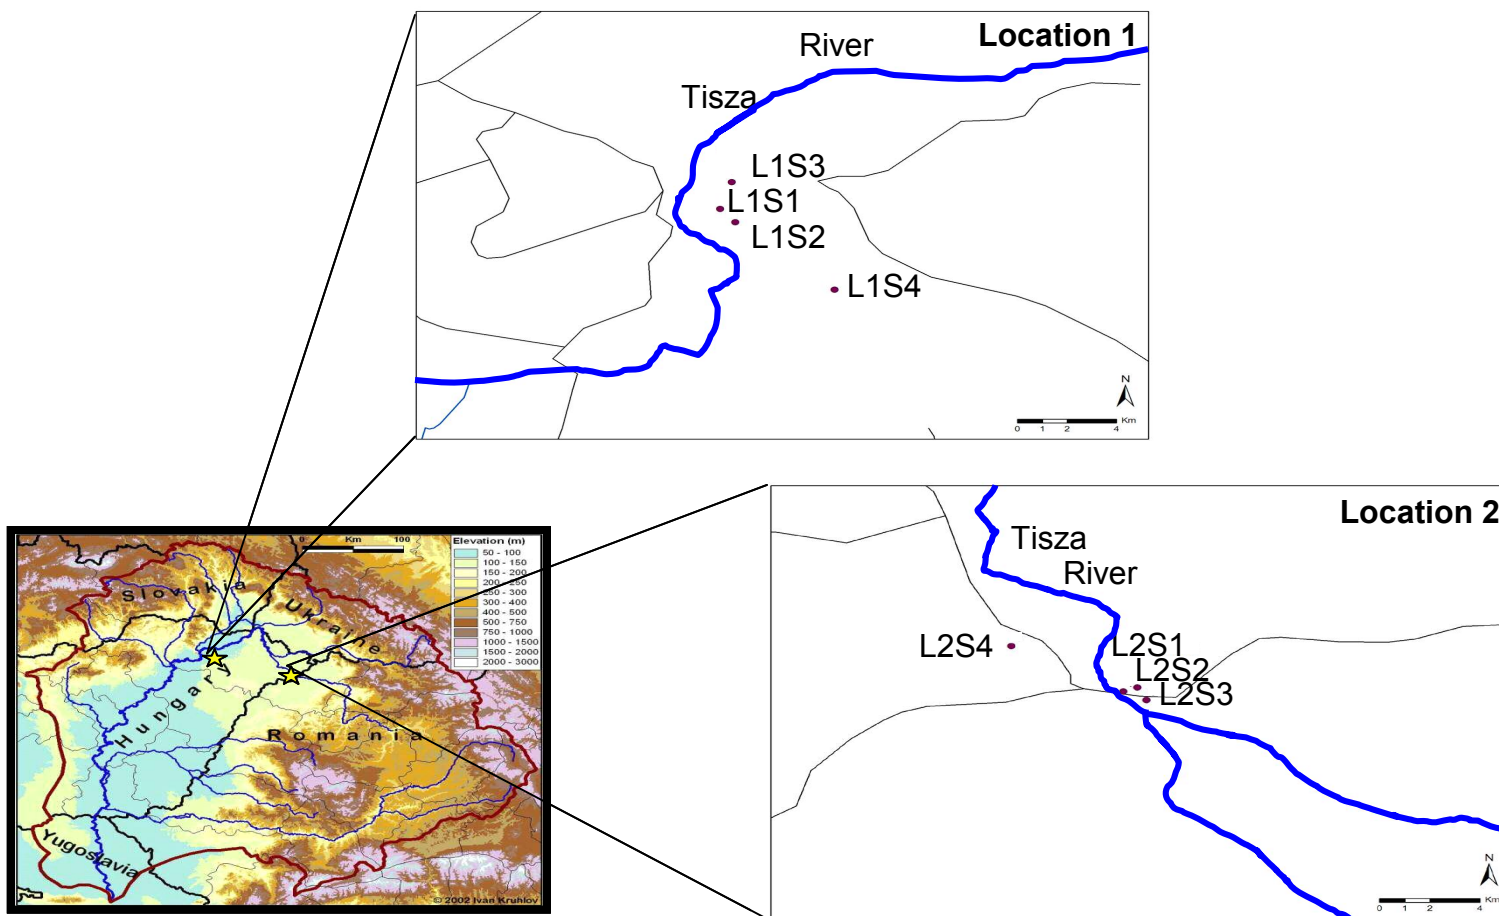 Location 1
River
Tisza
L1S3
L1S1
L1S2
L1S4
N
0 1 2 4 Km
Location 2
Tisza
River
L2S1
L2S4
L2S2
L2S3
N
0 1 2 4 Km
0 Km 100
Elevation (m)
50 - 100
100 - 150
150 - 200
200 - 250
250 - 300
300 - 400
400 - 500
500 - 750
750 - 1000
1000 - 1500
1500 - 2000
2000 - 3000
Slovakia
Ukraine
Hungary
Romania
Yugoslavia
© 2002 Ivan Kruhlov